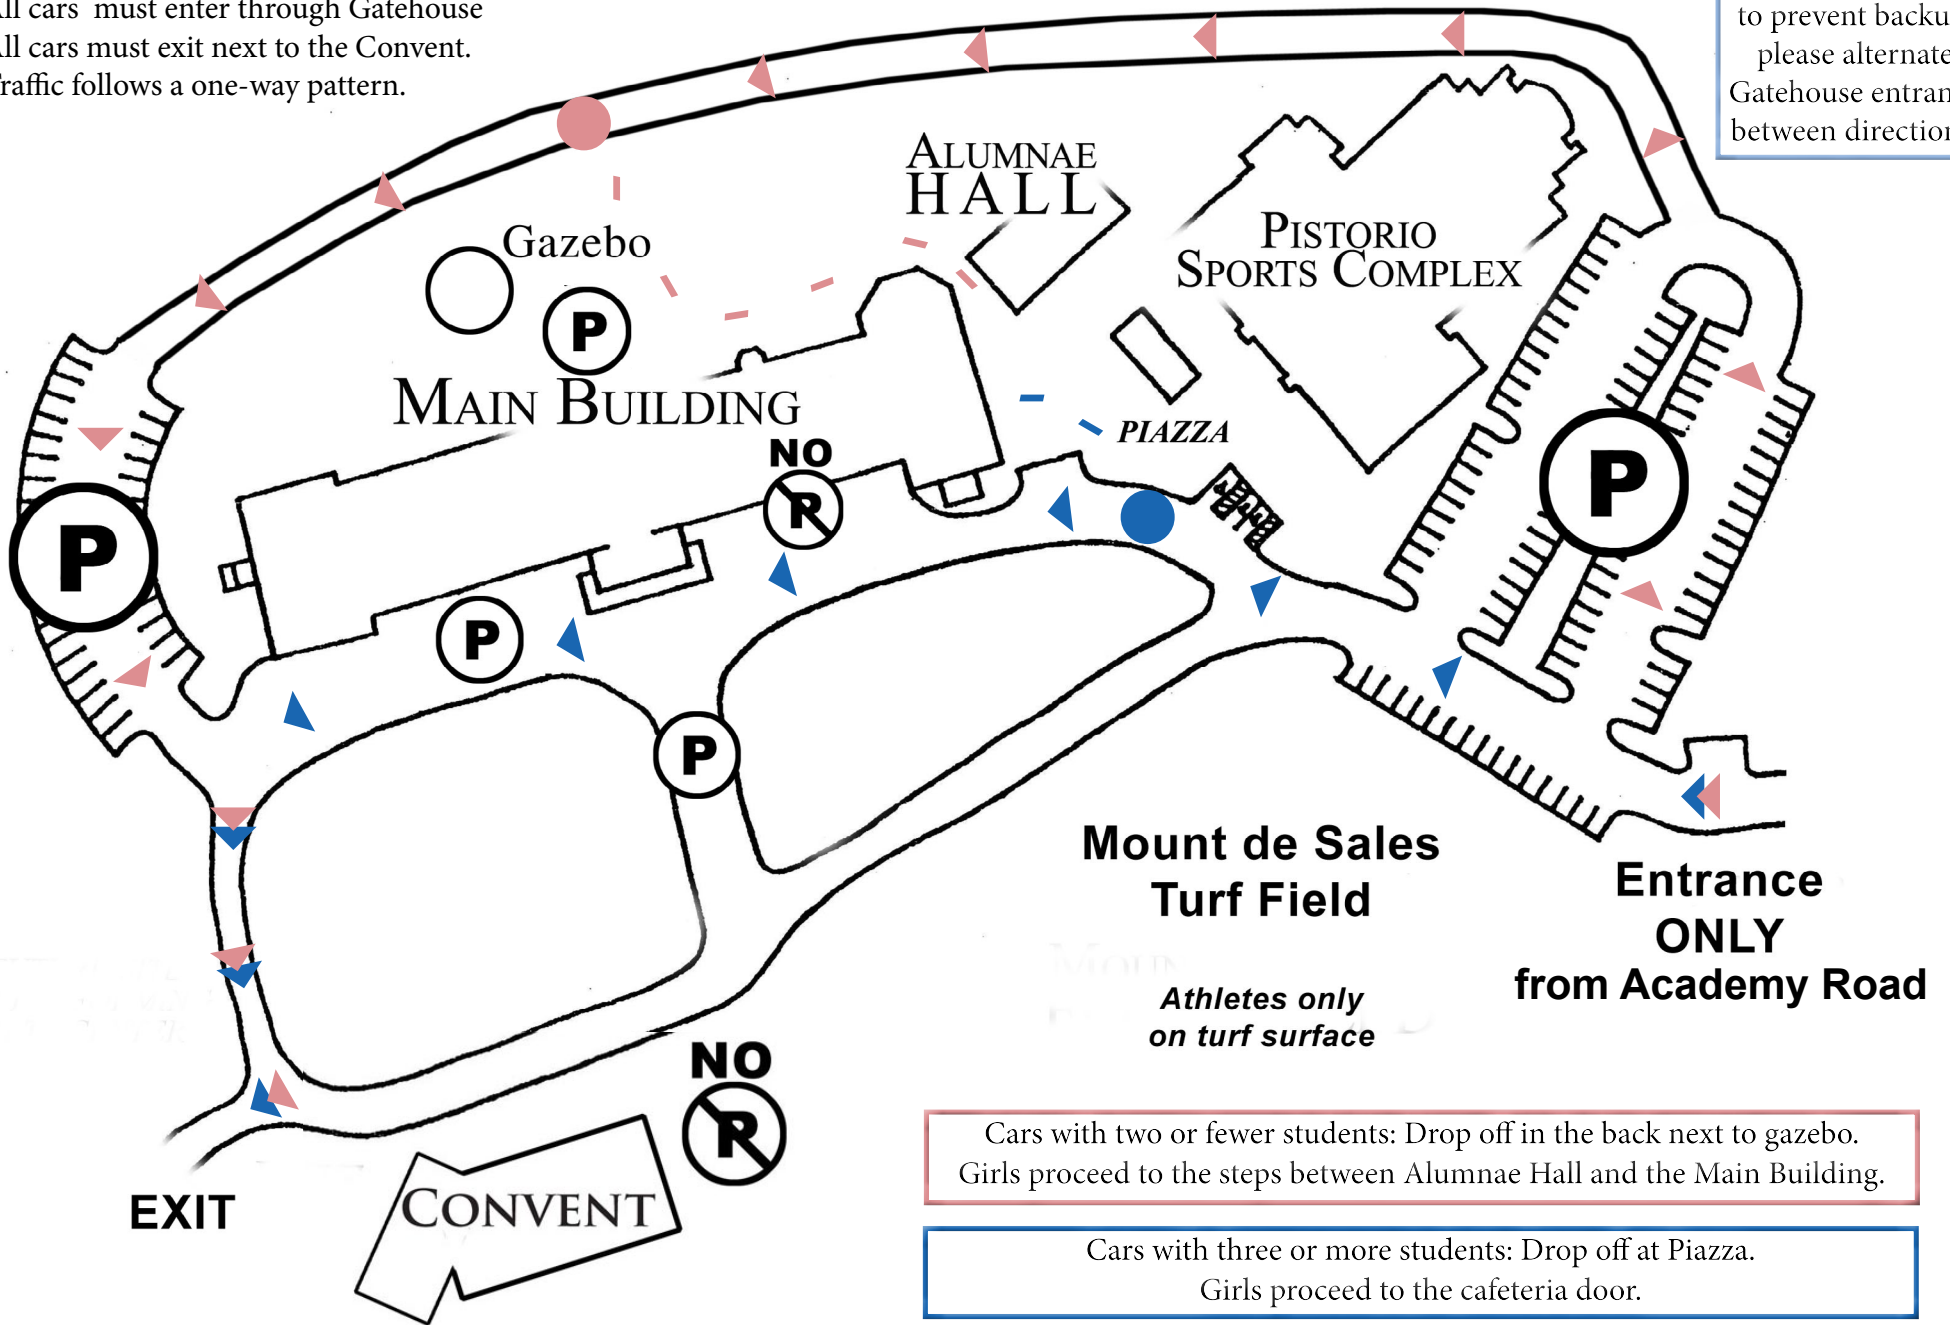 ll cars must enter through Gatehouse
ll cars must exit next to the Convent.
raffic follows a one-way pattern.
to prevent backu
please alternate
Gatehouse entran
between direction
ALUMNAE
HALL
PISTORIO
SPORTS COMPLEX
Gazebo
P
MAIN BUILDING
PIAZZA
NO
P
P
P
P
P
Mount de Sales
Turf Field
Athletes only
on turf surface
Entrance
ONLY
from Academy Road
NO
P
CONVENT
EXIT
Cars with two or fewer students: Drop off in the back next to gazebo.
Girls proceed to the steps between Alumnae Hall and the Main Building.
Cars with three or more students: Drop off at Piazza.
Girls proceed to the cafeteria door.